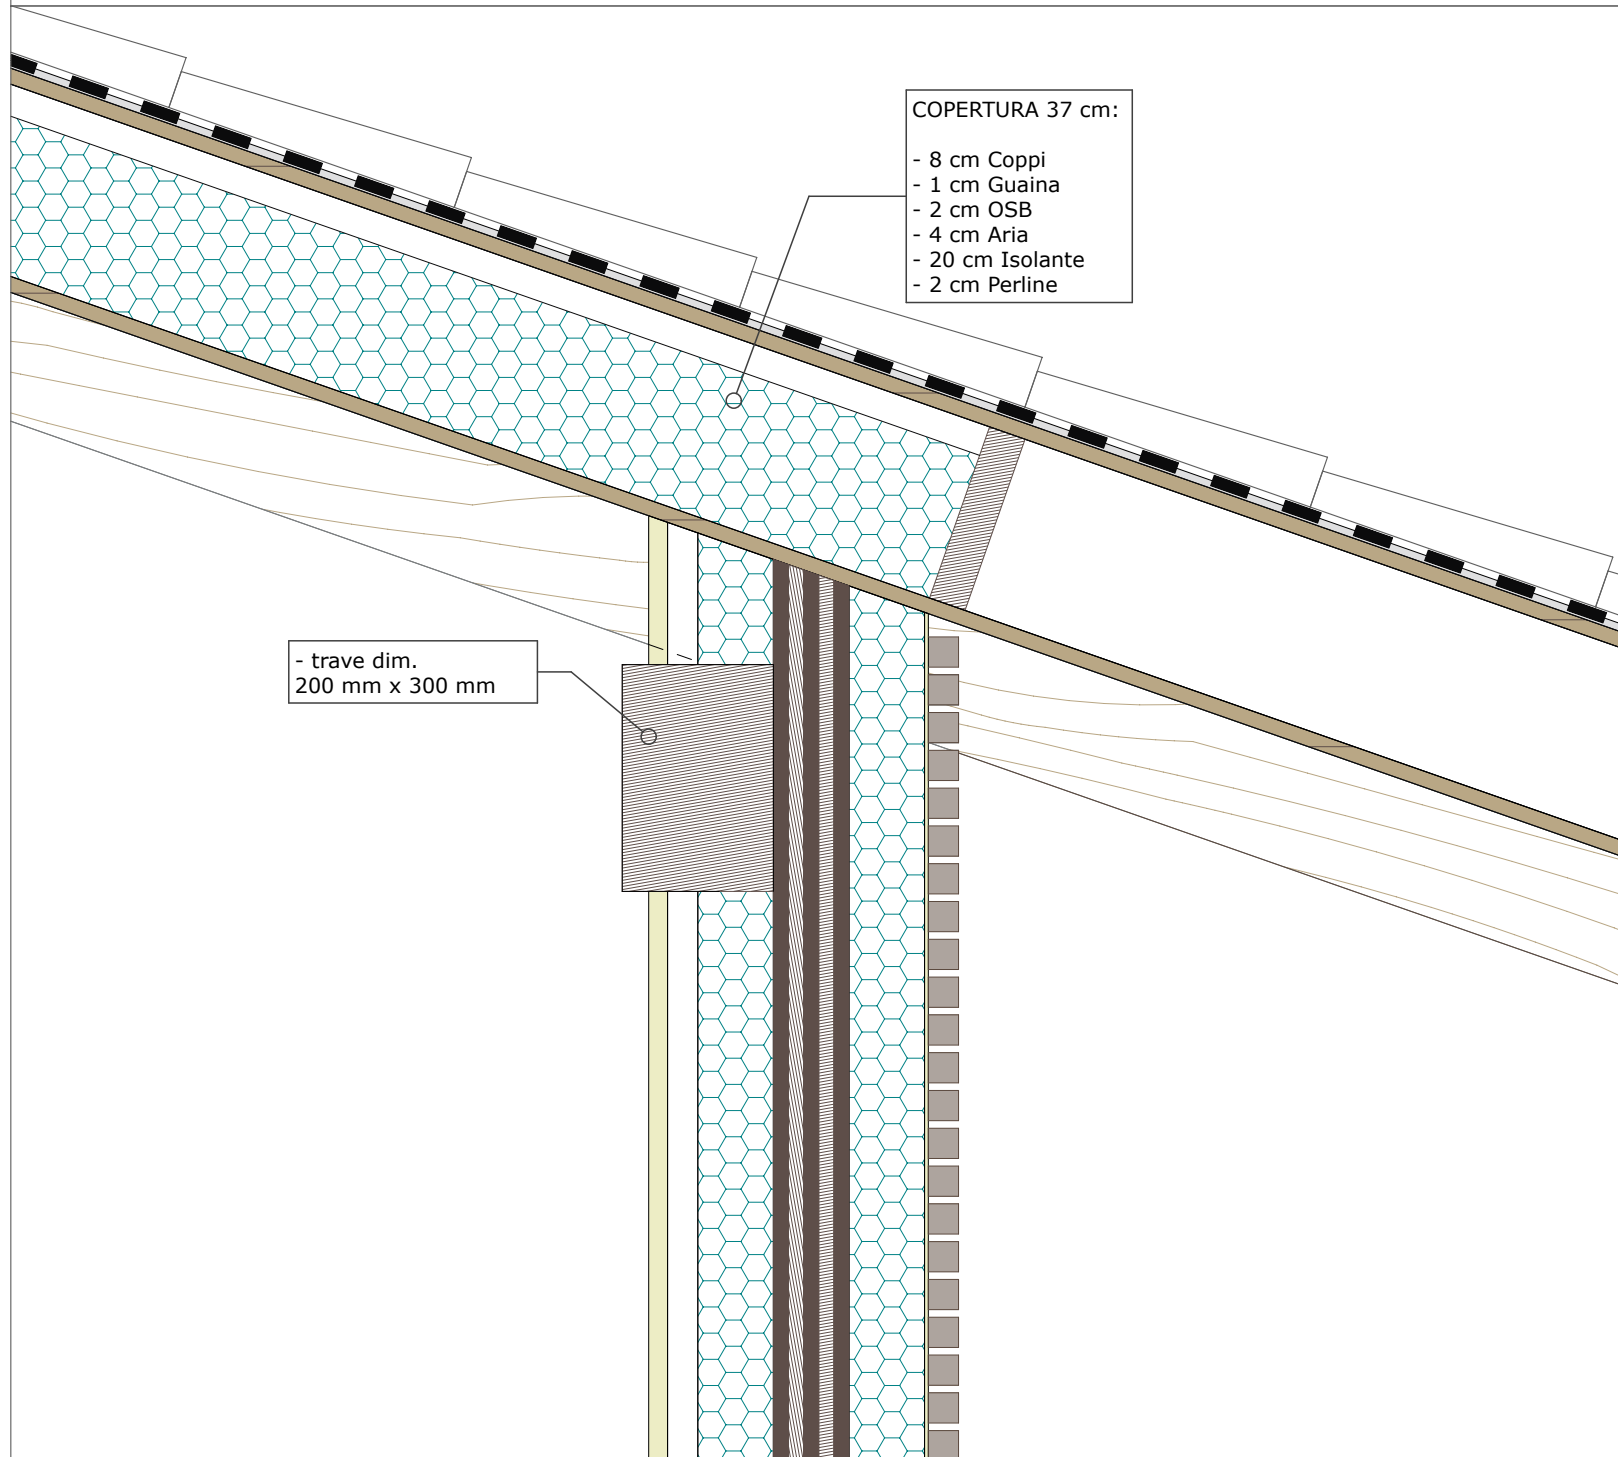 COPERTURA 37 cm:
- 8 cm Coppi
- 1 cm Guaina
- 2 cm OSB
- 4 cm Aria
- 20 cm Isolante
- 2 cm Perline
- trave dim.
200 mm x 300 mm